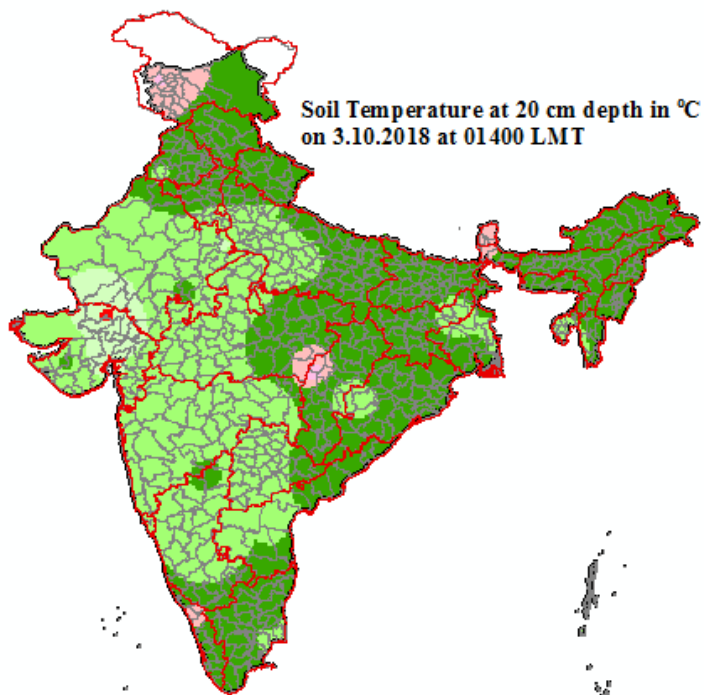 Soil Temperature at 20 cm depth in °C
on 3.10.2018 at 01400 LMT